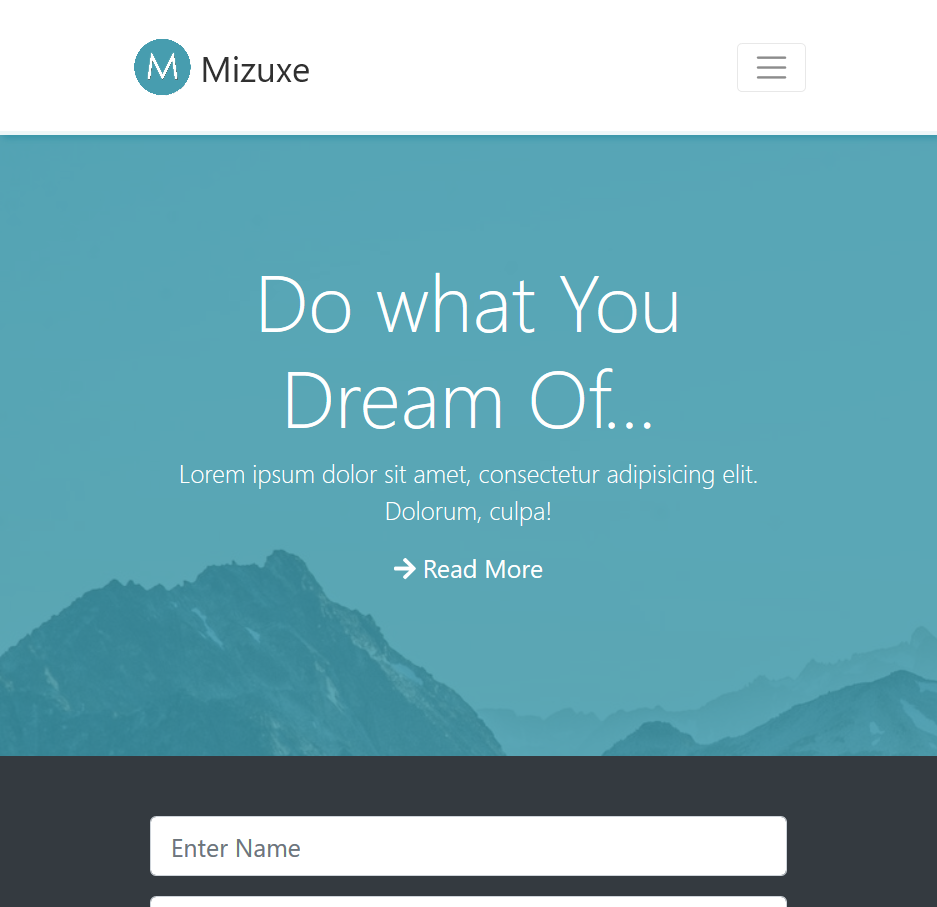 M Mizuxe
Do what You
Dream Of...
Lorem ipsum dolor sit amet, consectetur adipisicing elit.
Dolorum, culpa!
Read More
Enter Name